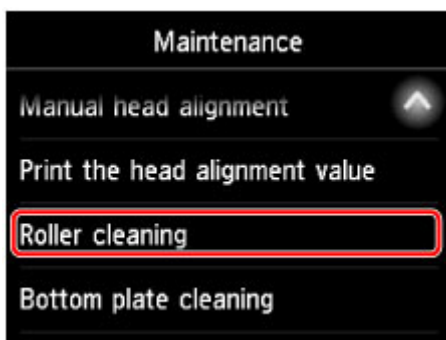 Maintenance
Manual head alignment
Print the head alignment value
Roller cleaning
Bottom plate cleaning